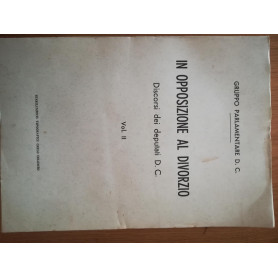 GRUPPO PARLAMENTARE D. C.
IN OPPOSIZIONE AL DIVORZIO
Discorsi dei deputati D. C.
Vol. II